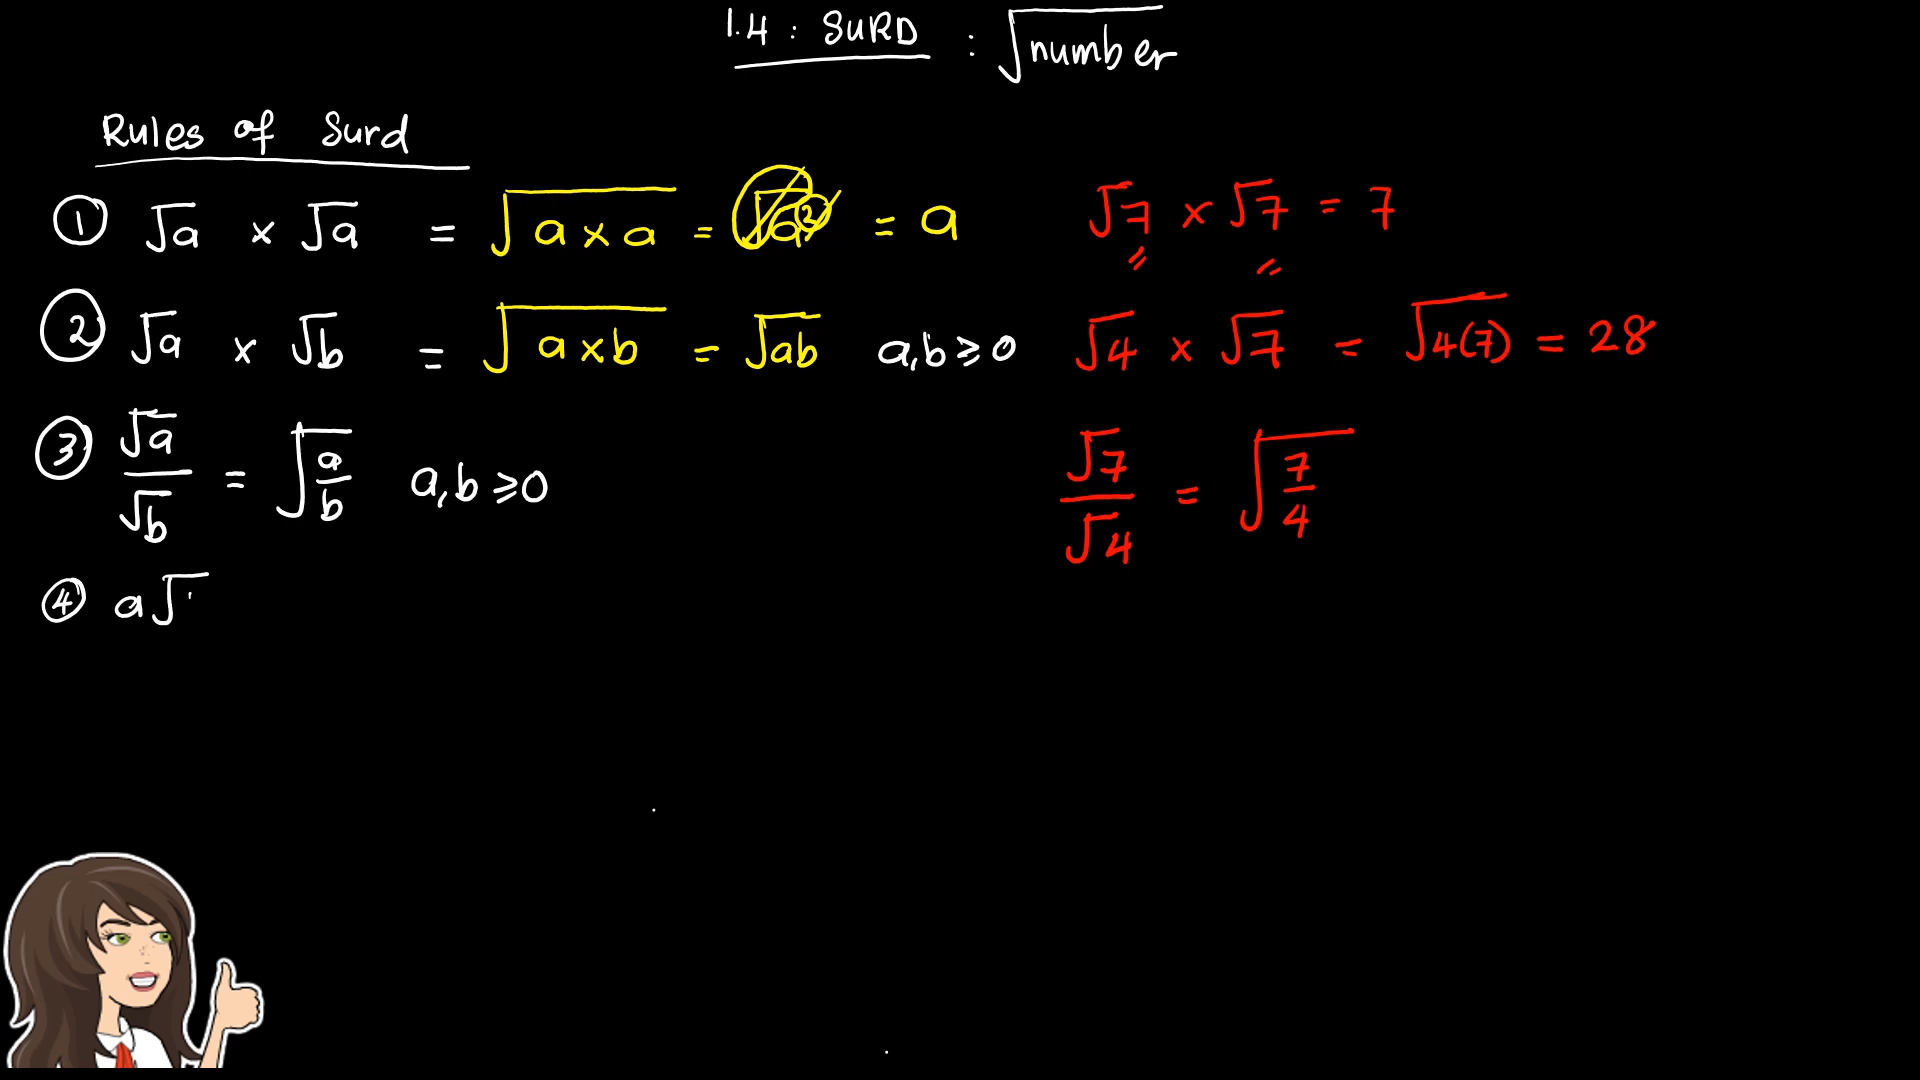 1.4 : SURD : √number
Rules of Surd
① √a × √a = √(a×a) = √a² = a √7 × √7 = 7
② √a × √b = √(a×b) = √ab a,b ≥ 0 √4 × √7 = √4(7) = 28
③ √a/√b = √(a/b) a,b ≥ 0 √7/√4 = √(7/4)
④ a√